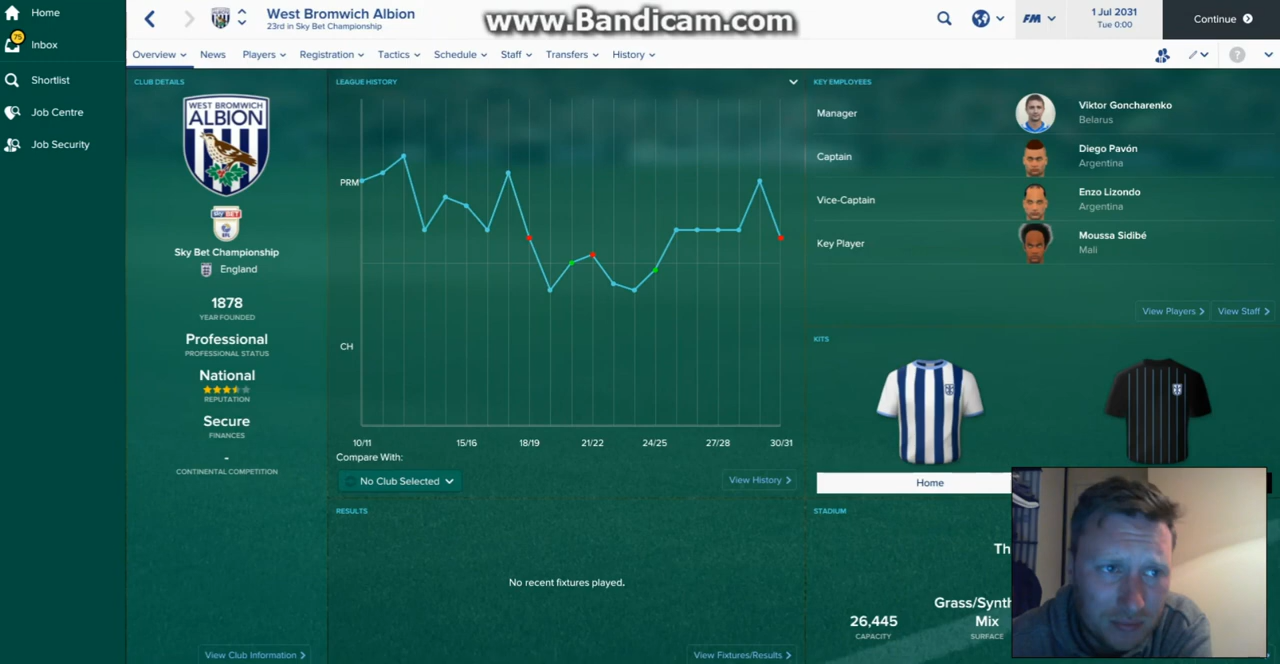 Home
Inbox
75
Shortlist
Job Centre
Job Security
West Bromwich Albion
23rd in Sky Bet Championship
www.Bandicam.com
FM
1 Jul 2031
Tue 0:00
Continue
Overview
News
Players
Registration
Tactics
Schedule
Staff
Transfers
History
?
CLUB DETAILS
WEST BROMWICH
ALBION
SKY BET
EFL
Sky Bet Championship
England
1878
YEAR FOUNDED
Professional
PROFESSIONAL STATUS
National
REPUTATION
Secure
FINANCES
-
CONTINENTAL COMPETITION
View Club Information
LEAGUE HISTORY
PRM
CH
10/11 15/16 18/19 21/22 24/25 27/28 30/31
Compare With:
No Club Selected
View History
RESULTS
No recent fixtures played.
View Fixtures/Results
KEY EMPLOYEES
Manager
Viktor Goncharenko
Belarus
Captain
Diego Pavón
Argentina
Vice-Captain
Enzo Lizondo
Argentina
Key Player
Moussa Sidibé
Mali
View Players
View Staff
KITS
Home
STADIUM
Th
26,445
CAPACITY
Grass/Synth
Mix
SURFACE